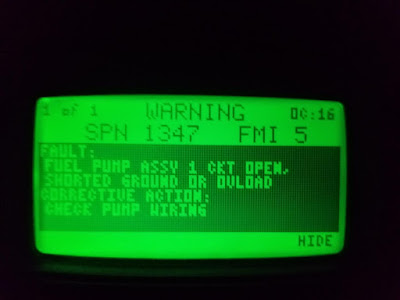 1 of 1 WARNING 00:16
SPN 1347 FMI 5
FAULT:
FUEL PUMP ASSY 1 CKT OPEN,
SHORTED GROUND OR OVLOAD
CORRECTIVE ACTION:
CHECK PUMP WIRING
HIDE